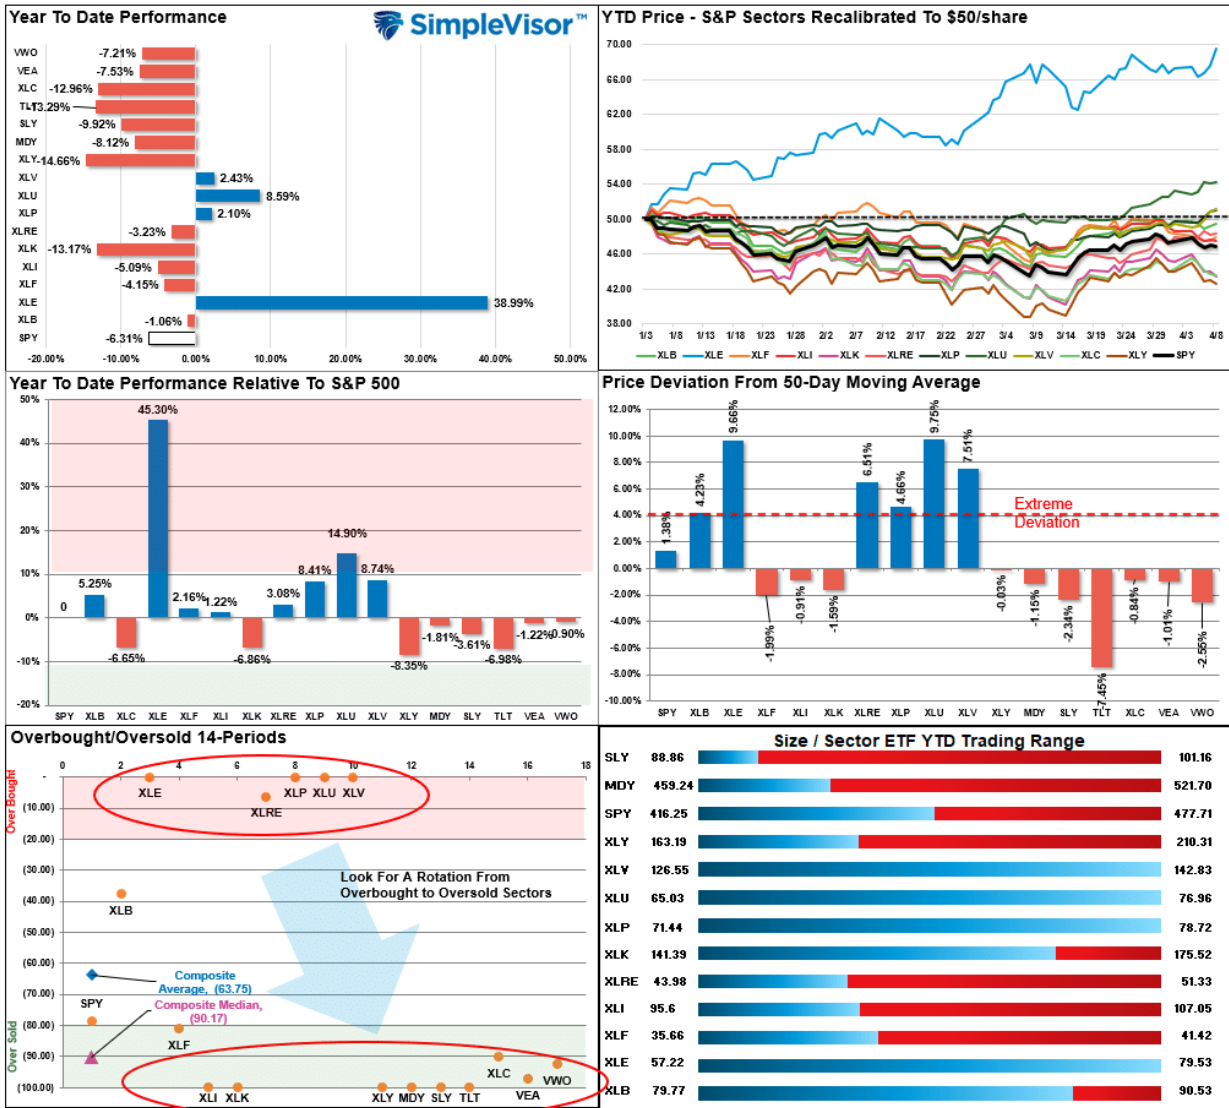 Year To Date Performance
SimpleVisor™
VWO -7.21%
VEA -7.53%
XLC -12.96%
TLT -13.29%
SLY -9.92%
MDY -8.12%
XLY -14.66%
XLV 2.43%
XLU 8.59%
XLP 2.10%
XLRE -3.23%
XLK -13.17%
XLI -5.09%
XLF -4.15%
XLE 38.99%
XLB -1.06%
SPY -6.31%
-20.00% -10.00% 0.00% 10.00% 20.00% 30.00% 40.00% 50.00%
YTD Price - S&P Sectors Recalibrated To $50/share
70.00
66.00
62.00
58.00
54.00
50.00
46.00
42.00
38.00
1/3 1/8 1/13 1/18 1/23 1/28 2/2 2/7 2/12 2/17 2/22 2/27 3/4 3/9 3/14 3/19 3/24 3/29 4/3 4/8
XLB XLE XLF XLI XLK XLRE XLP XLU XLV XLC XLY SPY
Year To Date Performance Relative To S&P 500
50%
40%
30%
20%
10%
0%
-10%
-20%
0 5.25% -6.65% 45.30% 2.16% 1.22% -6.86% 3.08% 8.41% 14.90% 8.74% -8.35% -1.81% -3.61% -6.98% -1.22% -0.90%
SPY XLB XLC XLE XLF XLI XLK XLRE XLP XLU XLV XLY MDY SLY TLT VEA VWO
Price Deviation From 50-Day Moving Average
12.00%
10.00%
8.00%
6.00%
4.00%
2.00%
0.00%
-2.00%
-4.00%
-6.00%
-8.00%
-10.00%
1.38% 4.23% 9.66% -1.99% -0.91% -1.59% 6.51% 4.66% 9.75% 7.51% -0.03% -1.15% -2.34% -7.45% -0.84% -1.01% -2.55%
Extreme
Deviation
SPY XLB XLE XLF XLI XLK XLRE XLP XLU XLV XLY MDY SLY TLT XLC VEA VWO
Overbought/Oversold 14-Periods
0 2 4 6 8 10 12 14 16 18
-
(10.00)
(20.00)
(30.00)
(40.00)
(50.00)
(60.00)
(70.00)
(80.00)
(90.00)
(100.00)
Over Bought
Over Sold
XLE XLP XLU XLV
XLRE
Look For A Rotation From
Overbought to Oversold Sectors
XLB
Composite
Average, (63.75)
SPY
Composite Median,
(90.17)
XLF
XLC
VWO
XLI XLK XLY MDY SLY TLT VEA
Size / Sector ETF YTD Trading Range
SLY 88.86 101.16
MDY 459.24 521.70
SPY 416.25 477.71
XLY 163.19 210.31
XLV 126.55 142.83
XLU 65.03 76.96
XLP 71.44 78.72
XLK 141.39 175.52
XLRE 43.98 51.33
XLI 95.6 107.05
XLF 35.66 41.42
XLE 57.22 79.53
XLB 79.77 90.53